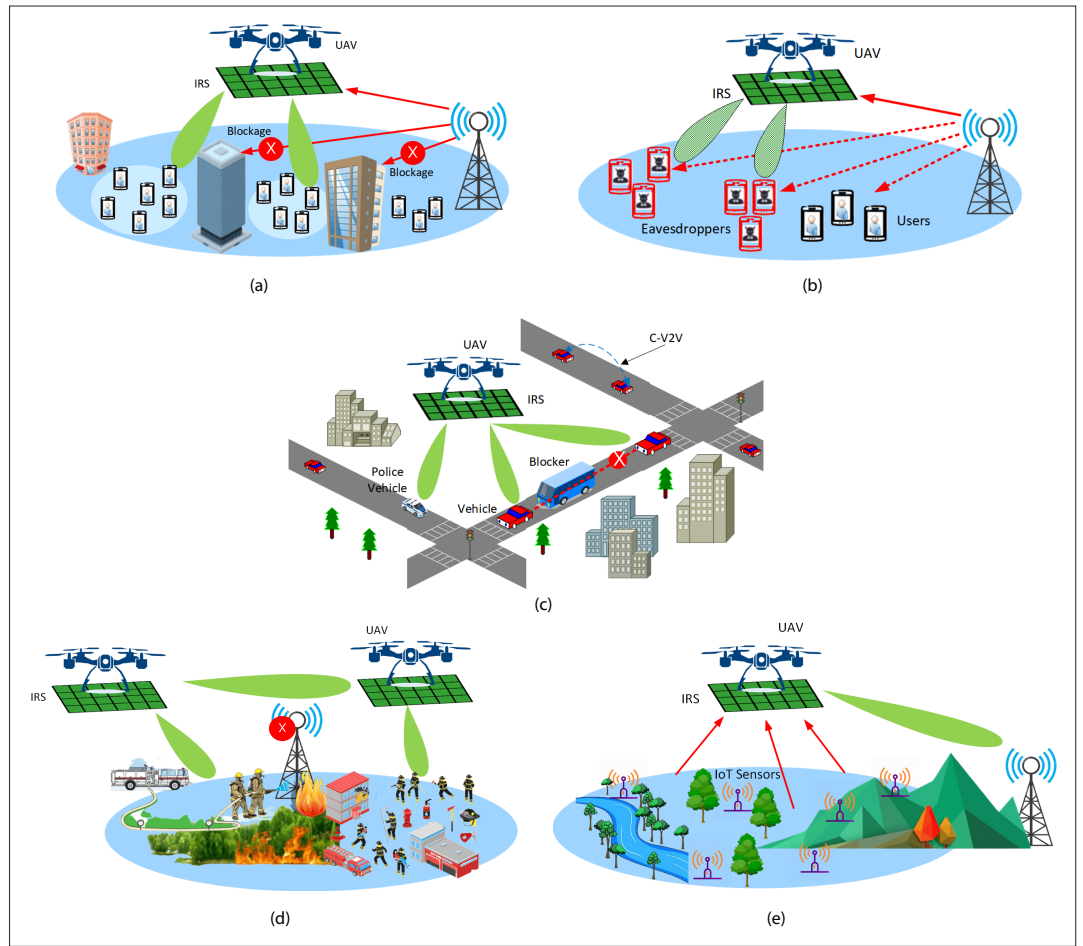 UAV
IRS
Blockage
X
X
Blockage
(a)
UAV
IRS
Eavesdroppers
Users
(b)
C-V2V
UAV
IRS
Blocker
X
Police
Vehicle
Vehicle
(c)
UAV
IRS
X
(d)
UAV
IRS
IoT Sensors
(e)